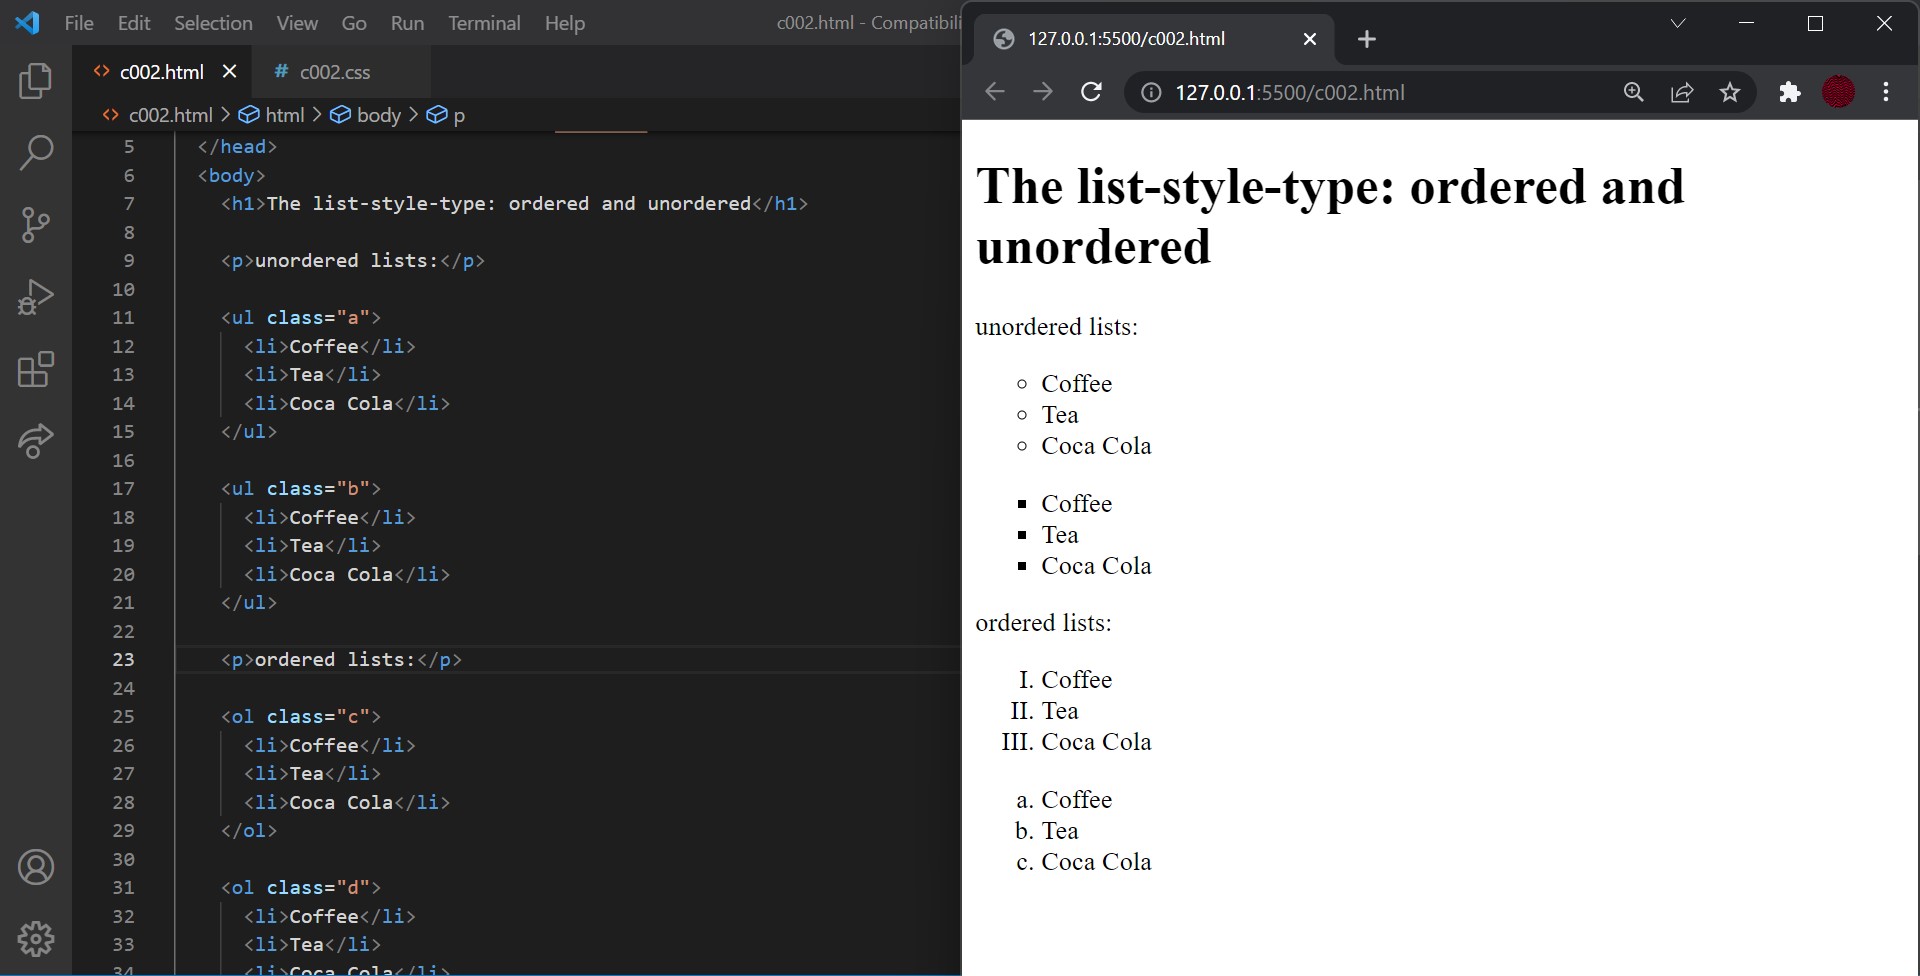 File Edit Selection View Go Run Terminal Help c002.html - Compatibili
c002.html c002.css
c002.html > html > body > p
5 </head>
6 <body>
7 <h1>The list-style-type: ordered and unordered</h1>
8
9 <p>unordered lists:</p>
10
11 <ul class="a">
12 <li>Coffee</li>
13 <li>Tea</li>
14 <li>Coca Cola</li>
15 </ul>
16
17 <ul class="b">
18 <li>Coffee</li>
19 <li>Tea</li>
20 <li>Coca Cola</li>
21 </ul>
22
23 <p>ordered lists:</p>
24
25 <ol class="c">
26 <li>Coffee</li>
27 <li>Tea</li>
28 <li>Coca Cola</li>
29 </ol>
30
31 <ol class="d">
32 <li>Coffee</li>
33 <li>Tea</li>
34 <li>Coca Cola</li>
127.0.0.1:5500/c002.html
127.0.0.1:5500/c002.html
The list-style-type: ordered and
unordered
unordered lists:
Coffee
Tea
Coca Cola
Coffee
Tea
Coca Cola
ordered lists:
I. Coffee
II. Tea
III. Coca Cola
a. Coffee
b. Tea
c. Coca Cola